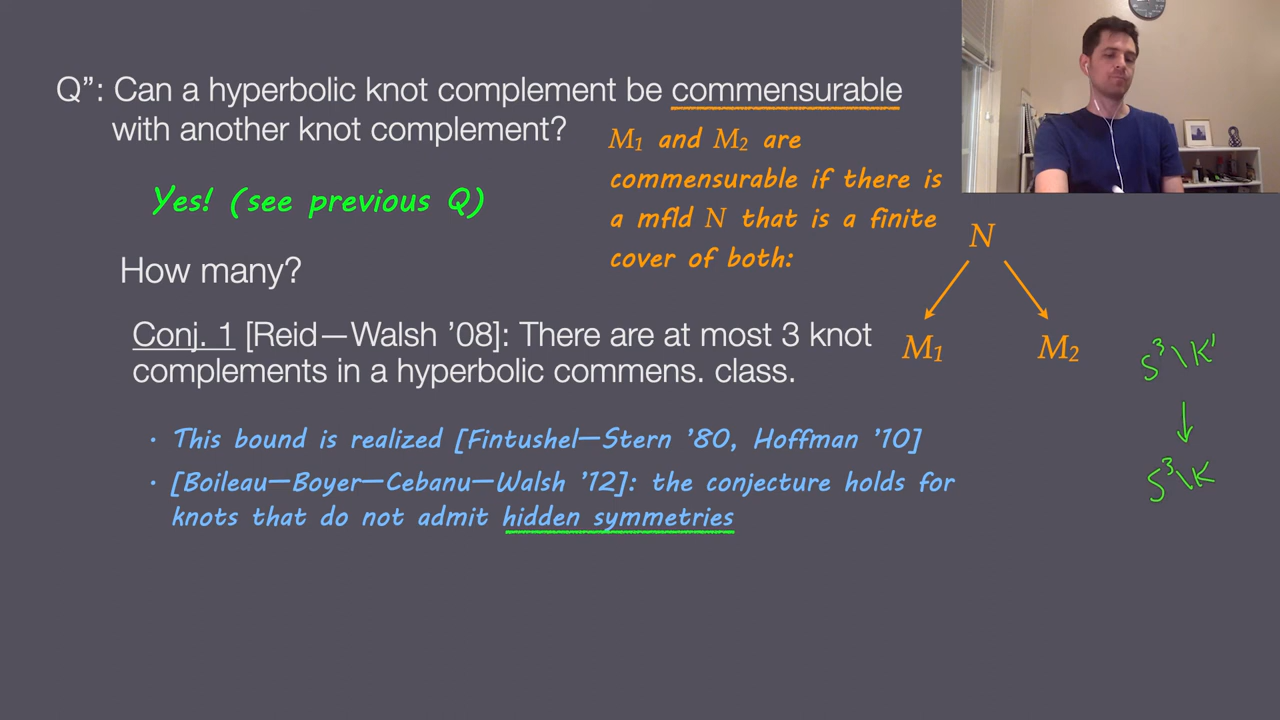 Q”: Can a hyperbolic knot complement be commensurable
with another knot complement?
M₁ and M₂ are
commensurable if there is
a mfld N that is a finite
cover of both:
Yes! (see previous Q)
N
M₁ M₂
How many?
Conj. 1 [Reid—Walsh ’08]: There are at most 3 knot
complements in a hyperbolic commens. class.
S³\K'
S³\K
• This bound is realized [Fintushel—Stern ’80, Hoffman ’10]
• [Boileau—Boyer—Cebanu—Walsh ’12]: the conjecture holds for
knots that do not admit hidden symmetries